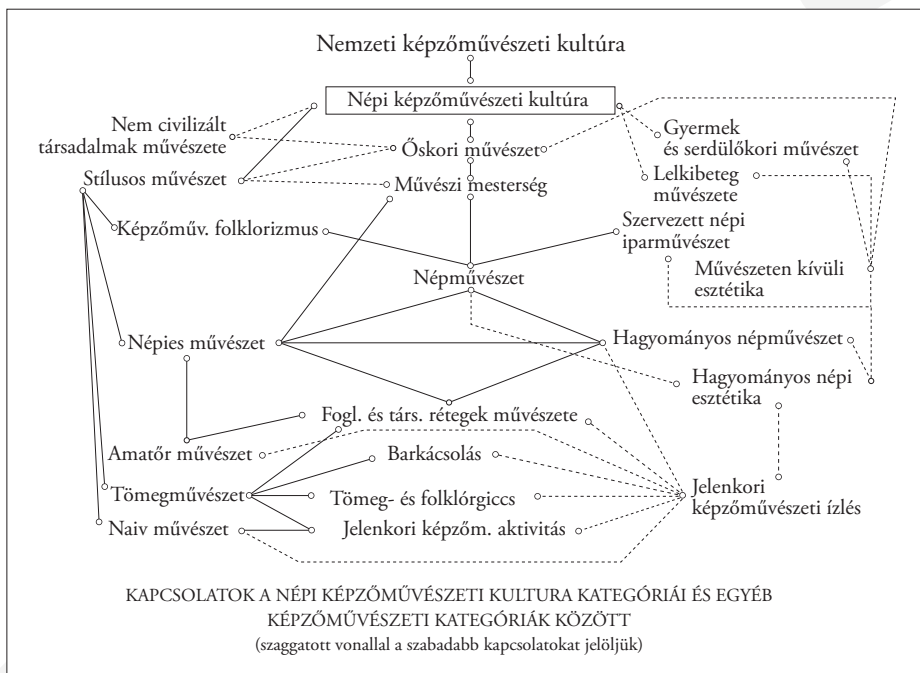 Nemzeti képzőművészeti kultúra
Népi képzőművészeti kultúra
Nem civilizált
társadalmak művészete
Őskori művészet
Gyermek
és serdülőkori művészet
Stílusos művészet
Művészi mesterség
Lelkibeteg
művészete
Képzőműv. folklorizmus
Szervezett népi
iparművészet
Népművészet
Művészeten kívüli
esztétika
Népies művészet
Hagyományos népművészet
Hagyományos népi
esztétika
Fogl. és társ. rétegek művészete
Amatőr művészet
Barkácsolás
Tömegművészet
Tömeg- és folklórgiccs
Jelenkori
képzőművészeti ízlés
Naiv művészet
Jelenkori képzőm. aktivitás
KAPCSOLATOK A NÉPI KÉPZŐMŰVÉSZETI KULTURA KATEGÓRIÁI ÉS EGYÉB
KÉPZŐMŰVÉSZETI KATEGÓRIÁK KÖZÖTT
(szaggatott vonallal a szabadabb kapcsolatokat jelöljük)